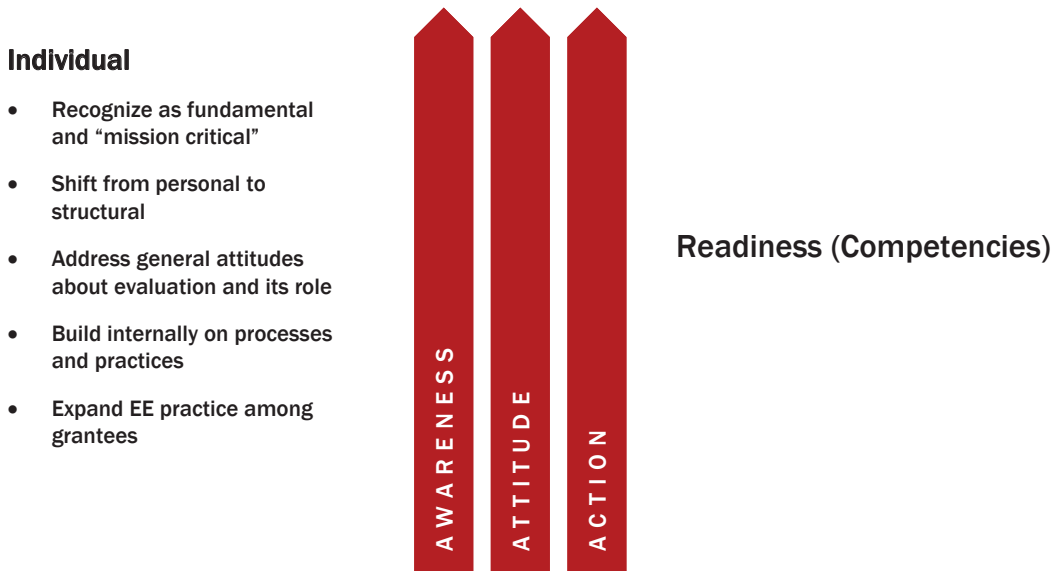 Individual
• Recognize as fundamental
and “mission critical”
• Shift from personal to
structural
• Address general attitudes
about evaluation and its role
• Build internally on processes
and practices
• Expand EE practice among
grantees
AWARENESS
ATTITUDE
ACTION
Readiness (Competencies)